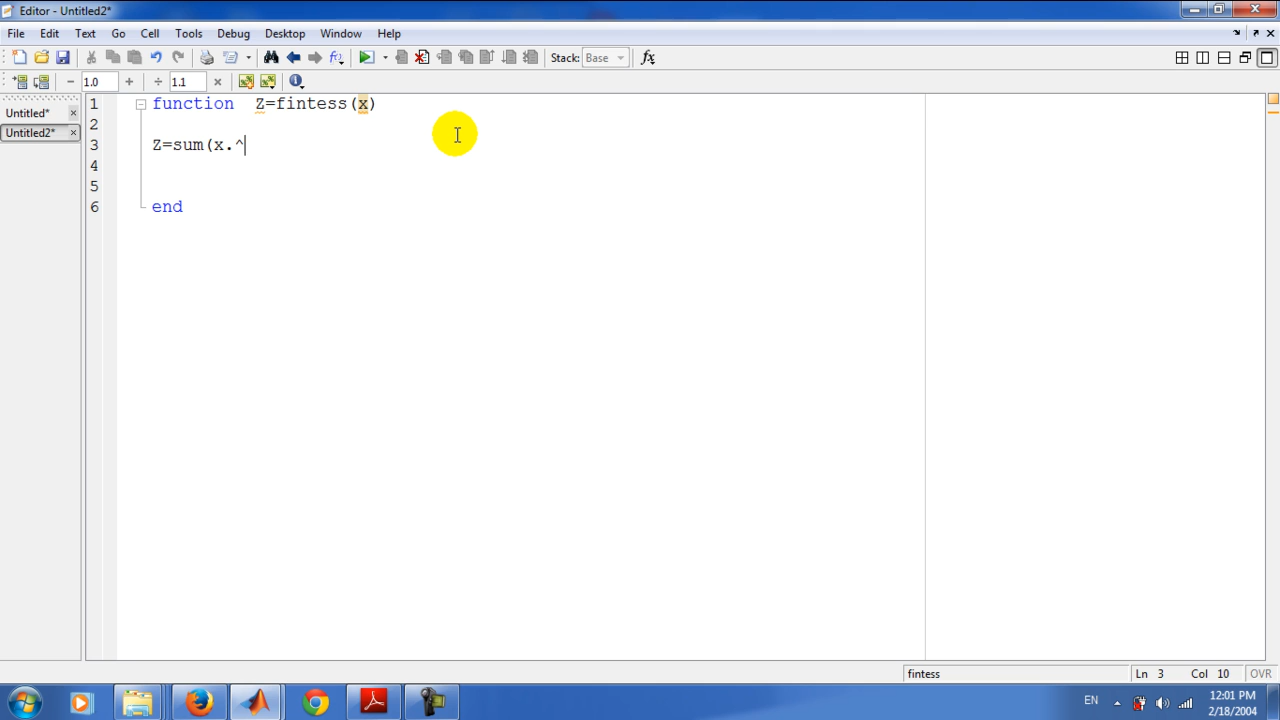 Editor - Untitled2*
File Edit Text Go Cell Tools Debug Desktop Window Help
Stack: Base fx
1.0 1.1
Untitled*
Untitled2*
1 function Z=fintess(x)
2
3 Z=sum(x.^
4
5
6 end
fintess Ln 3 Col 10 OVR
EN 12:01 PM
2/18/2004